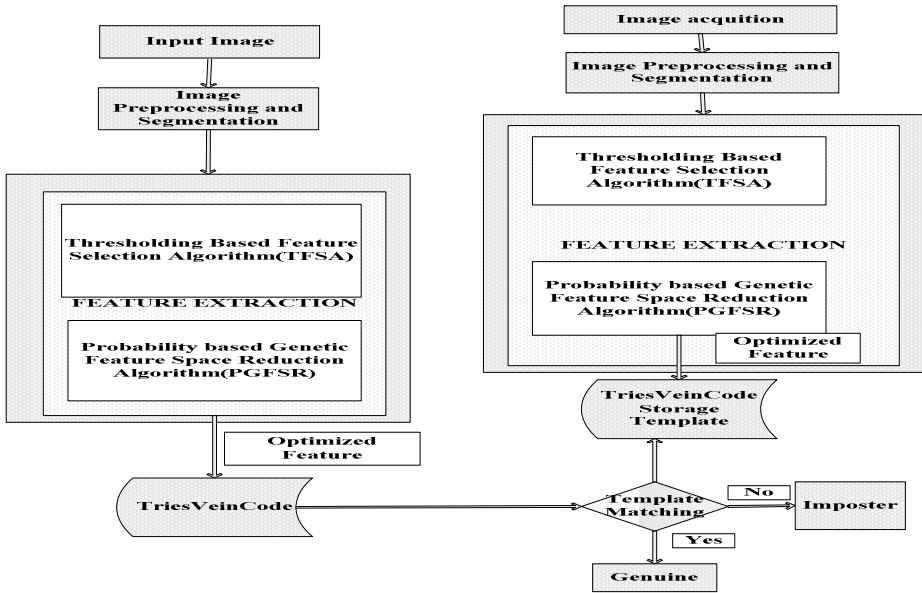 Input Image
Image
Preprocessing and
Segmentation
Thresholding Based Feature
Selection Algorithm(TFSA)
FEATURE EXTRACTION
Probability based Genetic
Feature Space Reduction
Algorithm(PGFSR)
Optimized
Feature
TriesVeinCode
Image acquition
Image Preprocessing and
Segmentation
Thresholding Based
Feature Selection
Algorithm(TFSA)
FEATURE EXTRACTION
Probability based Genetic
Feature Space Reduction
Algorithm(PGFSR)
Optimized
Feature
TriesVeinCode
Storage
Template
Template
Matching
No
Imposter
Yes
Genuine